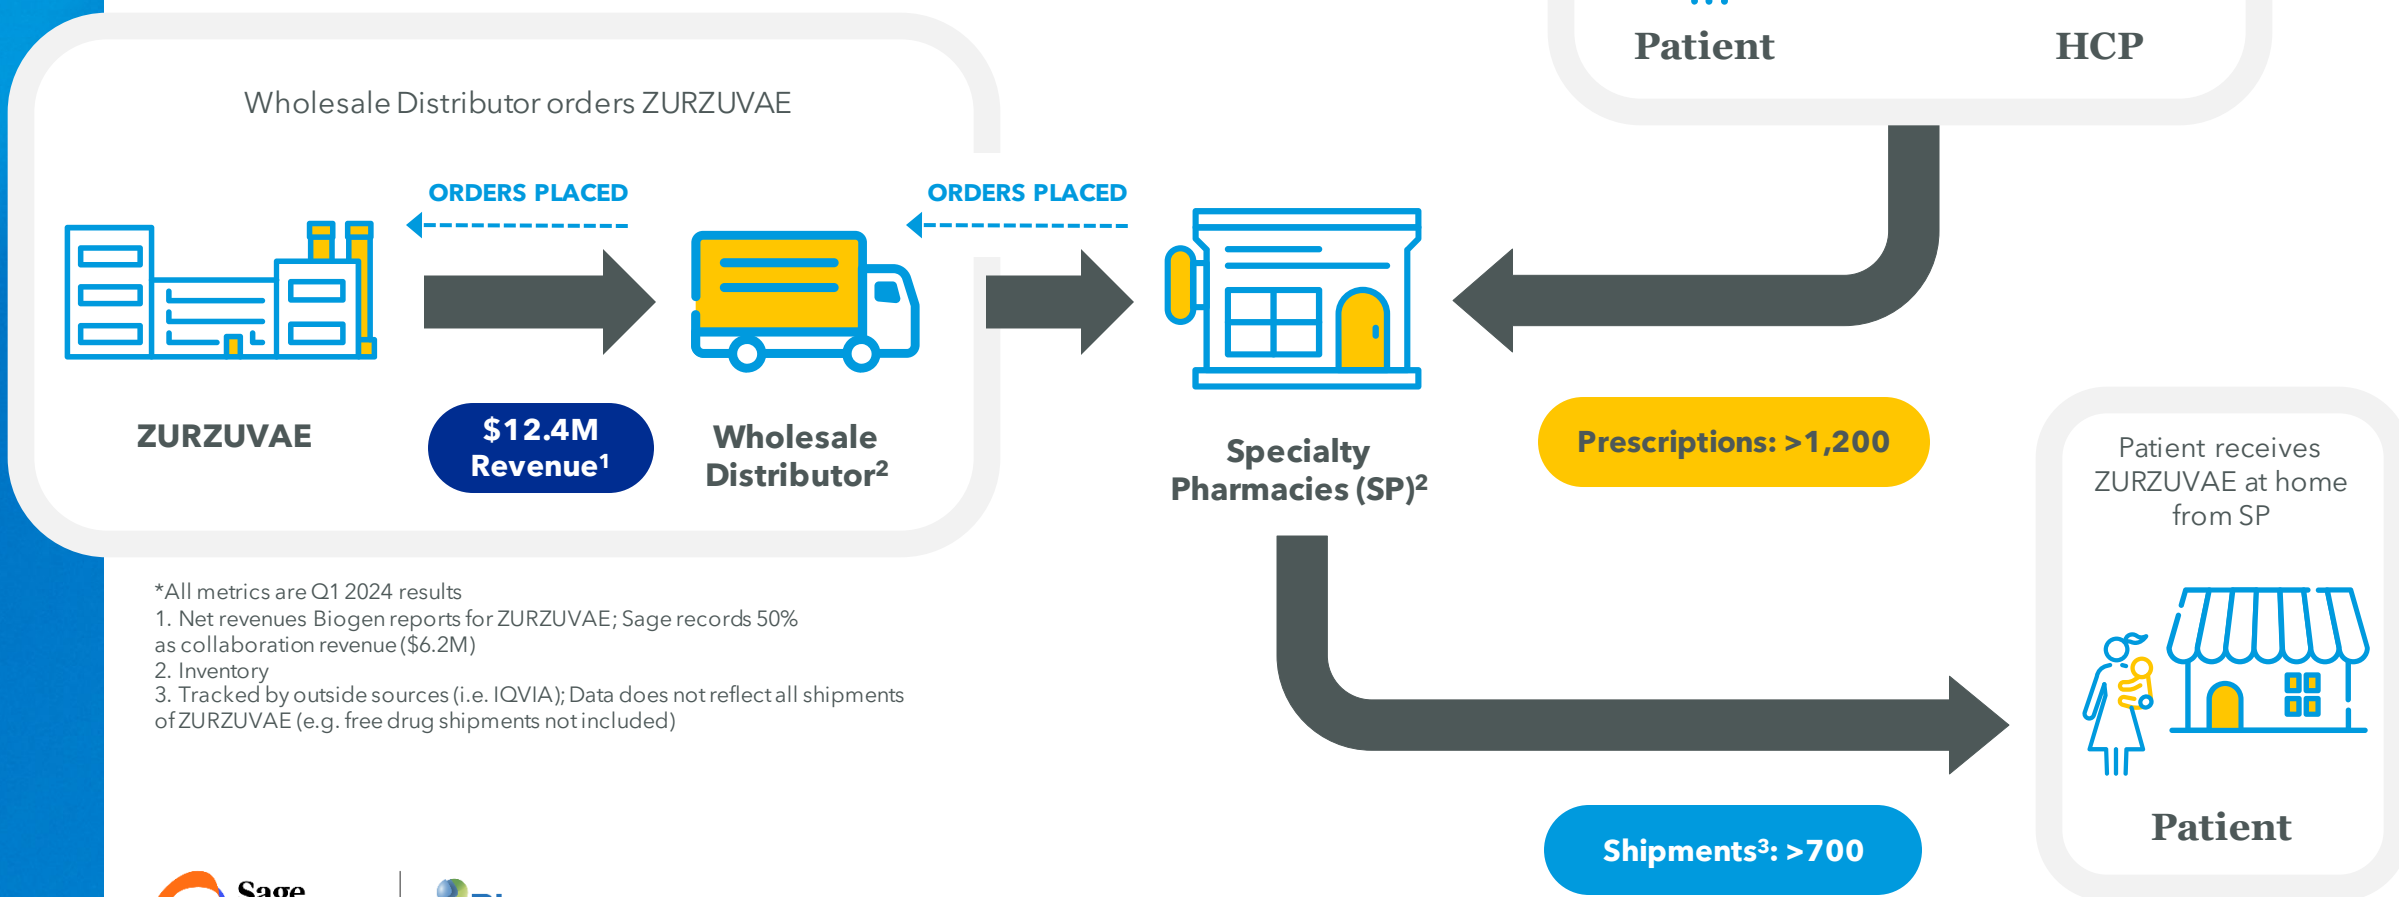 Patient
HCP
Wholesale Distributor orders ZURZUVAE
ORDERS PLACED
ORDERS PLACED
ZURZUVAE
$12.4M
Revenue¹
Wholesale
Distributor²
Specialty
Pharmacies (SP)²
Prescriptions: >1,200
Patient receives
ZURZUVAE at home
from SP
Patient
Shipments³: >700
*All metrics are Q1 2024 results
1. Net revenues Biogen reports for ZURZUVAE; Sage records 50%
as collaboration revenue ($6.2M)
2. Inventory
3. Tracked by outside sources (i.e. IQVIA); Data does not reflect all shipments
of ZURZUVAE (e.g. free drug shipments not included)
Sage